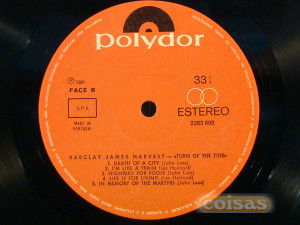 polydor
℗ 1981
33⅓
FACE B
SPA
ESTEREO
2383 608
MADE IN
PORTUGAL
BARCLAY JAMES HARVEST—«TURN OF THE TIDE»
1. DEATH OF A CITY (John Lees)
2. I'M LIKE A TRAIN (Les Holroyd)
3. HIGHWAY FOR FOOLS (John Lees)
4. LIFE IS FOR LIVING (Les Holroyd)
5. IN MEMORY OF THE MARTYRS (John Lees)
coisas